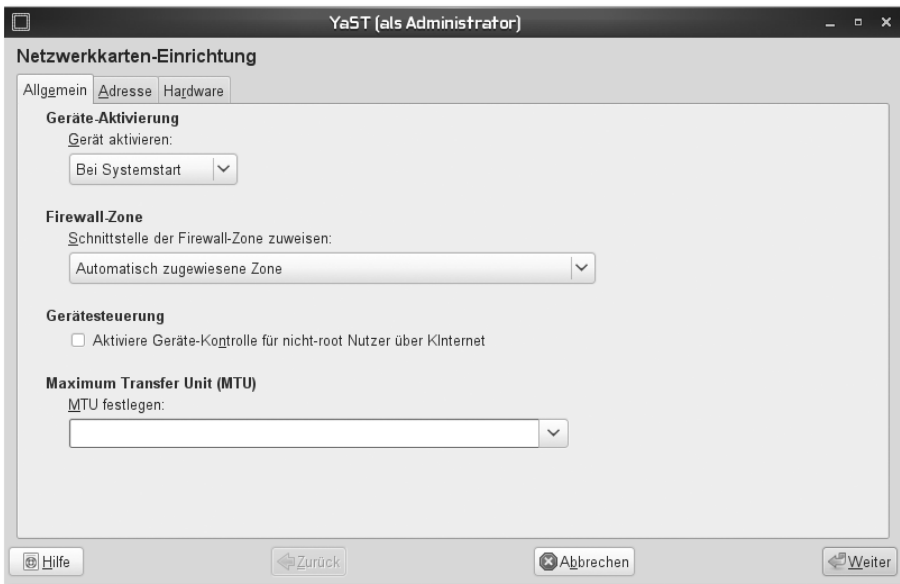 YaST (als Administrator)
Netzwerkkarten-Einrichtung
Allgemein Adresse Hardware
Geräte-Aktivierung
Gerät aktivieren:
Bei Systemstart
Firewall-Zone
Schnittstelle der Firewall-Zone zuweisen:
Automatisch zugewiesene Zone
Gerätesteuerung
Aktiviere Geräte-Kontrolle für nicht-root Nutzer über KInternet
Maximum Transfer Unit (MTU)
MTU festlegen:
Hilfe Zurück Abbrechen Weiter